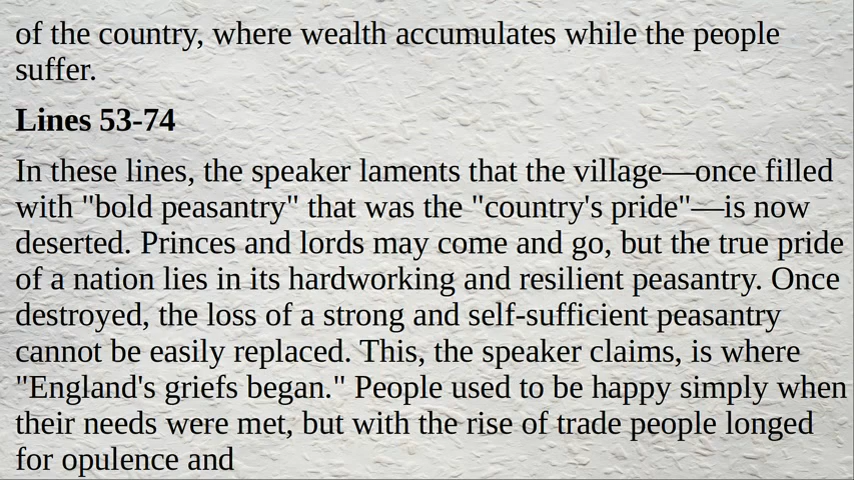 of the country, where wealth accumulates while the people
suffer.
Lines 53-74
In these lines, the speaker laments that the village—once filled
with "bold peasantry" that was the "country's pride"—is now
deserted. Princes and lords may come and go, but the true pride
of a nation lies in its hardworking and resilient peasantry. Once
destroyed, the loss of a strong and self-sufficient peasantry
cannot be easily replaced. This, the speaker claims, is where
"England's griefs began." People used to be happy simply when
their needs were met, but with the rise of trade people longed
for opulence and